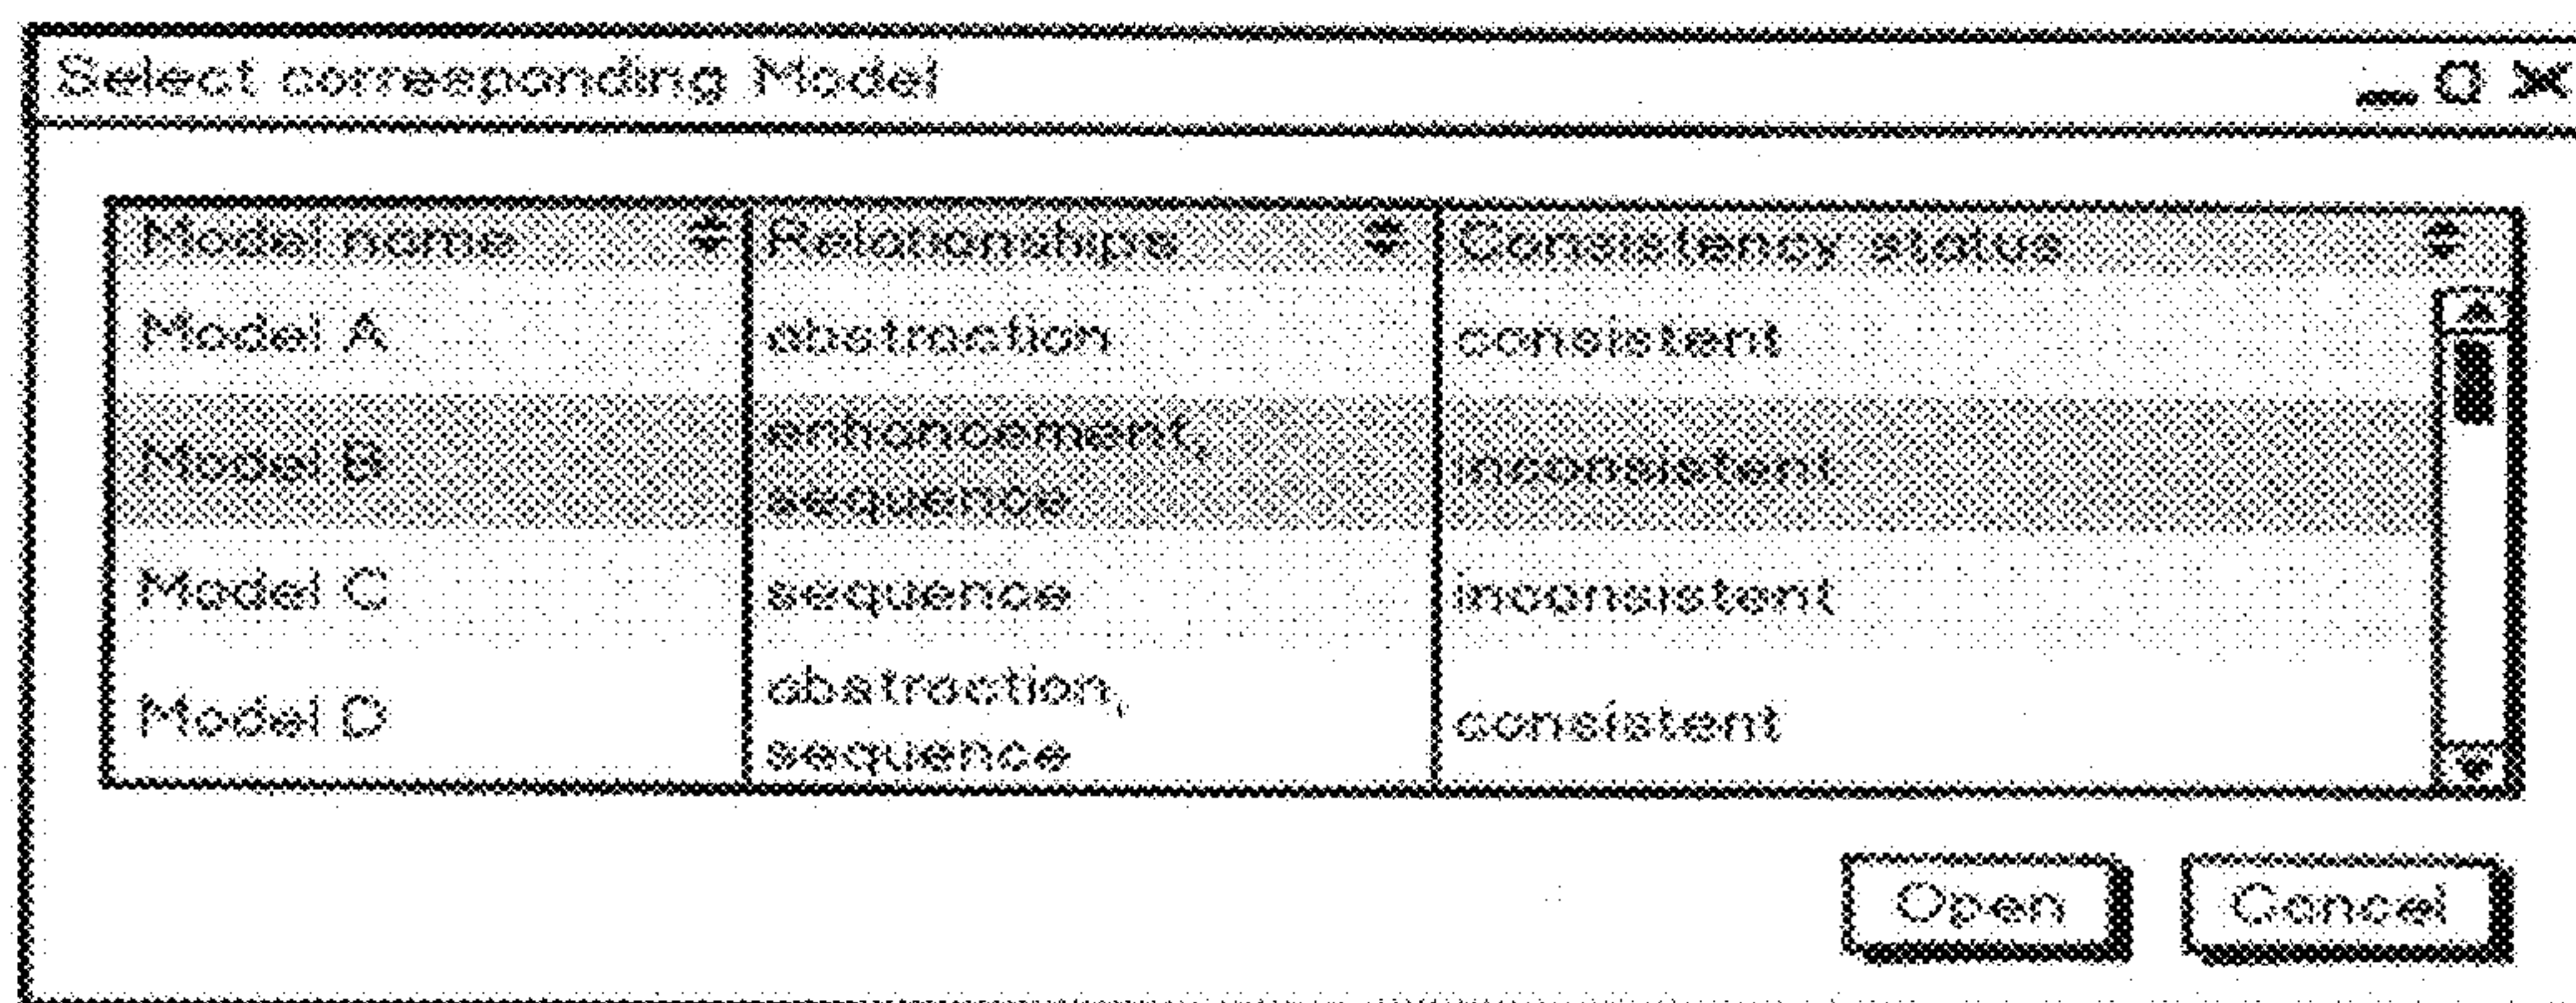 Select corresponding Model
Model name Relationships Consistency status
Model A abstraction consistent
Model B enhancement, sequence inconsistent
Model C sequence inconsistent
Model D abstraction, sequence consistent
Open Cancel